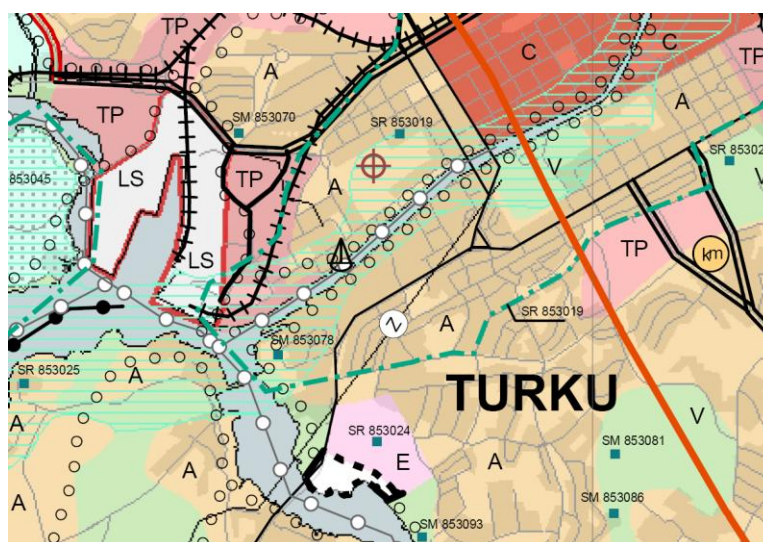 TP
A
C
C
TP
TP
SM 853070
SR 853019
A
SR 85302
853045
LS
TP
A
V
V
LS
TP
km
SR 853019
A
SM 853078
SR 853025
A
TURKU
A
V
SR 853024
SM 853081
E
A
A
SM 853086
SM 853093